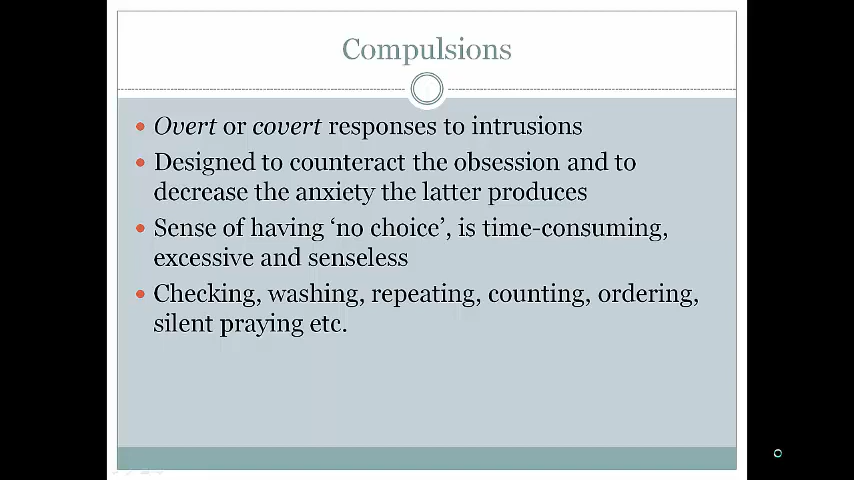 Compulsions
• Overt or covert responses to intrusions
• Designed to counteract the obsession and to
decrease the anxiety the latter produces
• Sense of having ‘no choice’, is time-consuming,
excessive and senseless
• Checking, washing, repeating, counting, ordering,
silent praying etc.